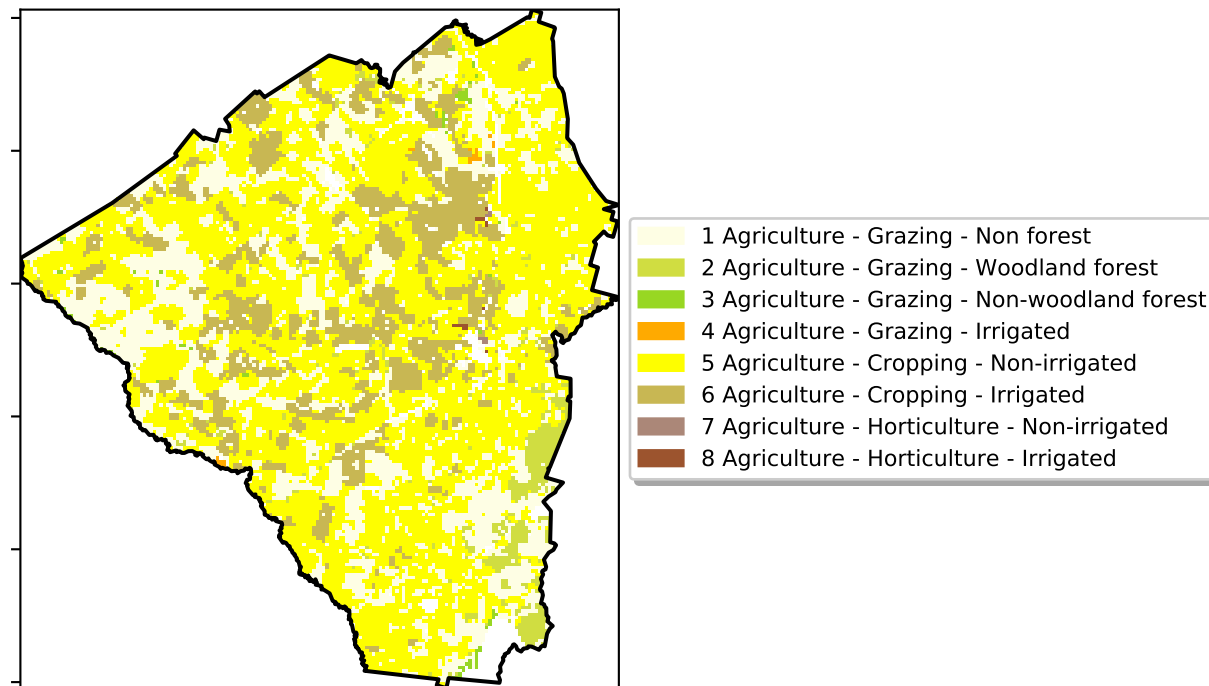 1 Agriculture - Grazing - Non forest
2 Agriculture - Grazing - Woodland forest
3 Agriculture - Grazing - Non-woodland forest
4 Agriculture - Grazing - Irrigated
5 Agriculture - Cropping - Non-irrigated
6 Agriculture - Cropping - Irrigated
7 Agriculture - Horticulture - Non-irrigated
8 Agriculture - Horticulture - Irrigated